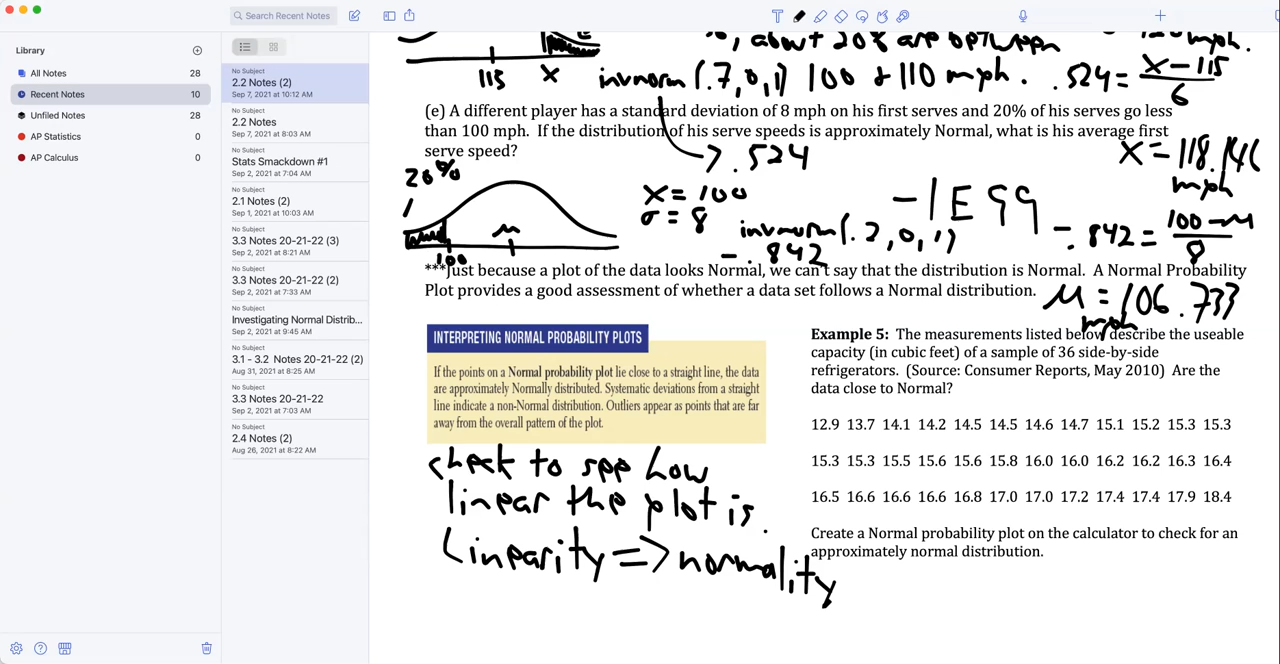 Search Recent Notes
Library
All Notes 28
Recent Notes 10
Unfiled Notes 28
AP Statistics 0
AP Calculus 0
No Subject
2.2 Notes (2)
Sep 7, 2021 at 10:12 AM
No Subject
2.2 Notes
Sep 7, 2021 at 8:03 AM
No Subject
Stats Smackdown #1
Sep 2, 2021 at 7:04 AM
No Subject
2.1 Notes (2)
Sep 1, 2021 at 10:03 AM
No Subject
3.3 Notes 20-21-22 (3)
Sep 2, 2021 at 8:21 AM
No Subject
3.3 Notes 20-21-22 (2)
Sep 2, 2021 at 7:33 AM
No Subject
Investigating Normal Distrib...
Sep 2, 2021 at 9:45 AM
No Subject
3.1 - 3.2 Notes 20-21-22 (2)
Aug 31, 2021 at 8:25 AM
No Subject
3.3 Notes 20-21-22
Sep 2, 2021 at 7:03 AM
No Subject
2.4 Notes (2)
Aug 26, 2021 at 8:22 AM
about 20% are between
mph.
115 x invnorm(.7,0,1) 100 & 110 mph. .524 = x-115
6
(e) A different player has a standard deviation of 8 mph on his first serves and 20% of his serves go less
than 100 mph. If the distribution of his serve speeds is approximately Normal, what is his average first
serve speed?
.524
x = 118.146
mph
20%
x = 100
σ = 8
-1E99
μ
100
invnorm(.2,0,1)
-.842
-.842 = 100-μ
8
***Just because a plot of the data looks Normal, we can't say that the distribution is Normal. A Normal Probability
Plot provides a good assessment of whether a data set follows a Normal distribution.
μ = 106.733
mph
INTERPRETING NORMAL PROBABILITY PLOTS
If the points on a Normal probability plot lie close to a straight line, the data
are approximately Normally distributed. Systematic deviations from a straight
line indicate a non-Normal distribution. Outliers appear as points that are far
away from the overall pattern of the plot.
check to see how
linear the plot is.
Linearity => normality
Example 5: The measurements listed below describe the useable
capacity (in cubic feet) of a sample of 36 side-by-side
refrigerators. (Source: Consumer Reports, May 2010) Are the
data close to Normal?
12.9 13.7 14.1 14.2 14.5 14.5 14.6 14.7 15.1 15.2 15.3 15.3
15.3 15.3 15.5 15.6 15.6 15.8 16.0 16.0 16.2 16.2 16.3 16.4
16.5 16.6 16.6 16.6 16.8 17.0 17.0 17.2 17.4 17.4 17.9 18.4
Create a Normal probability plot on the calculator to check for an
approximately normal distribution.